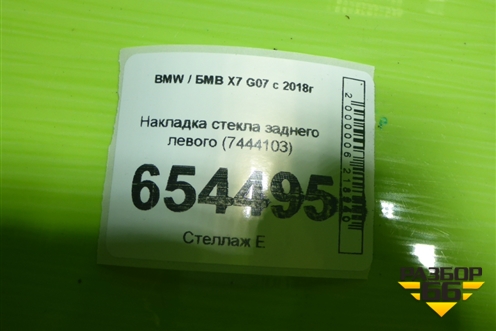 BMW / БМВ X7 G07 с 2018г
Накладка стекла заднего
левого (7444103)
654495
Стеллаж Е
РАЗБОР
66